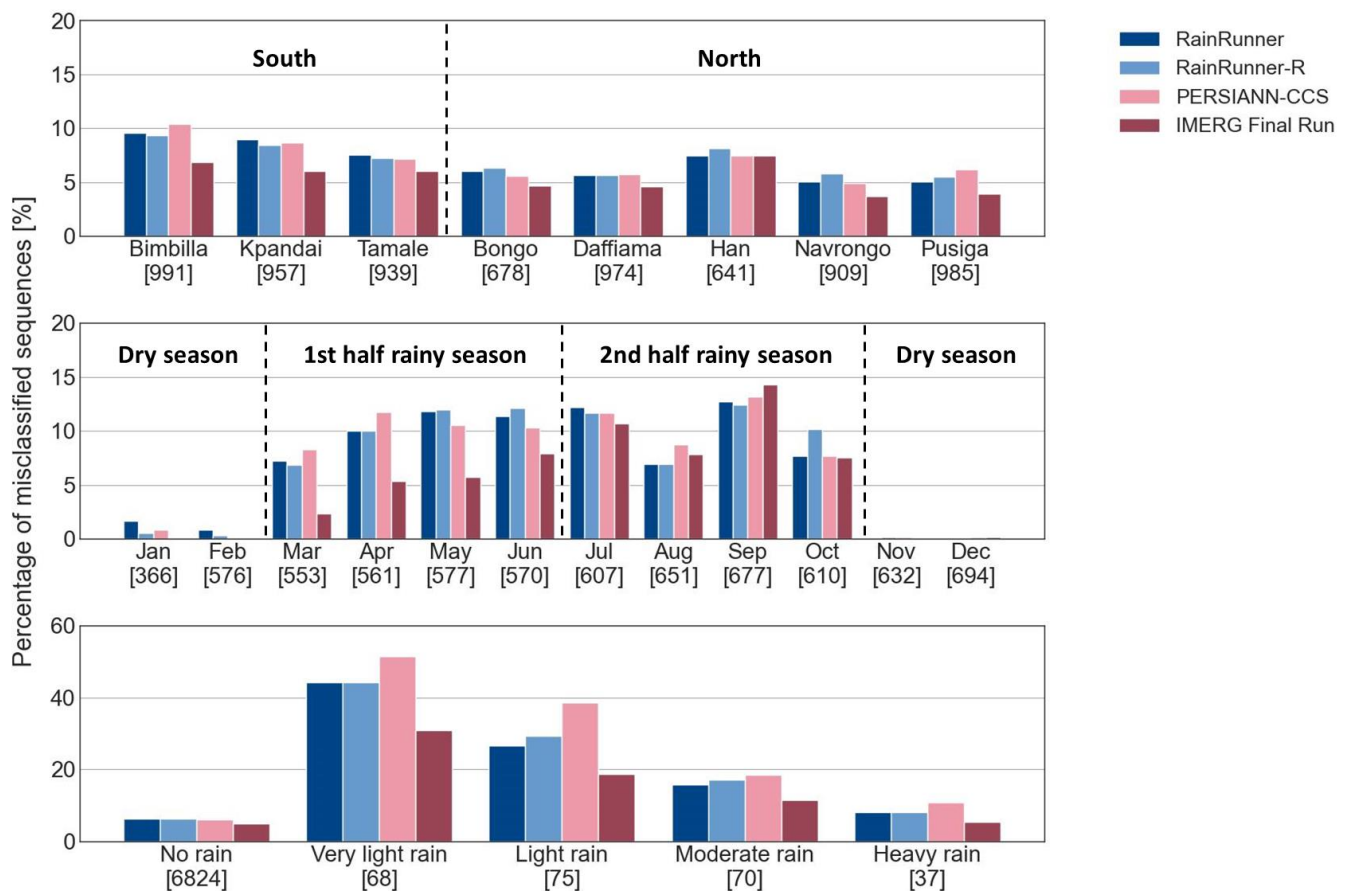 RainRunner
RainRunner-R
PERSIANN-CCS
IMERG Final Run
Percentage of misclassified sequences [%]
20
15
10
5
0
South North
Bimbilla Kpandai Tamale Bongo Daffiama Han Navrongo Pusiga
[991] [957] [939] [678] [974] [641] [909] [985]
20
15
10
5
0
Dry season 1st half rainy season 2nd half rainy season Dry season
Jan Feb Mar Apr May Jun Jul Aug Sep Oct Nov Dec
[366] [576] [553] [561] [577] [570] [607] [651] [677] [610] [632] [694]
60
40
20
0
No rain Very light rain Light rain Moderate rain Heavy rain
[6824] [68] [75] [70] [37]